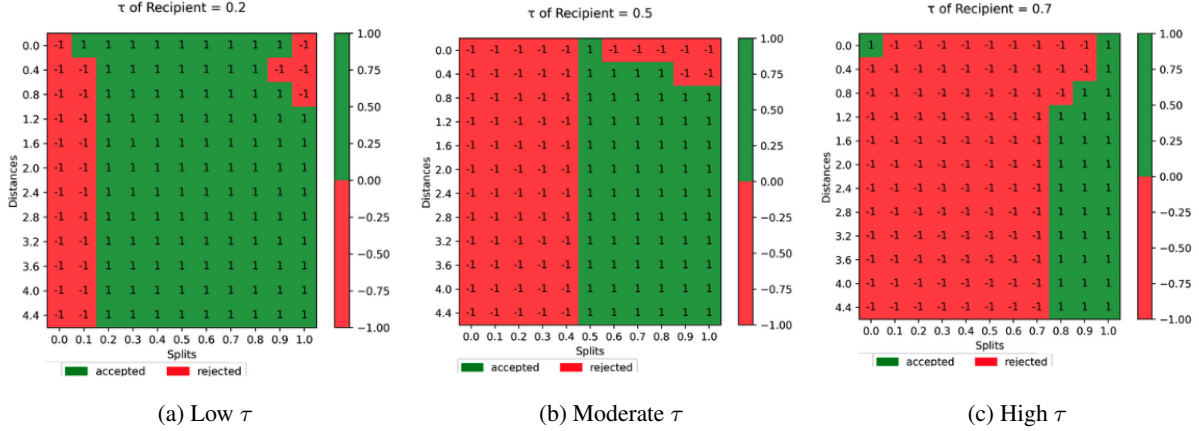 τ of Recipient = 0.2
0.0 -1 1 1 1 1 1 1 1 1 1 -1
0.4 -1 -1 1 1 1 1 1 1 1 -1 -1
0.8 -1 -1 1 1 1 1 1 1 1 1 -1
1.2 -1 -1 1 1 1 1 1 1 1 1 1
1.6 -1 -1 1 1 1 1 1 1 1 1 1
2.0 -1 -1 1 1 1 1 1 1 1 1 1
2.4 -1 -1 1 1 1 1 1 1 1 1 1
2.8 -1 -1 1 1 1 1 1 1 1 1 1
3.2 -1 -1 1 1 1 1 1 1 1 1 1
3.6 -1 -1 1 1 1 1 1 1 1 1 1
4.0 -1 -1 1 1 1 1 1 1 1 1 1
4.4 -1 -1 1 1 1 1 1 1 1 1 1
Distances
0.0 0.1 0.2 0.3 0.4 0.5 0.6 0.7 0.8 0.9 1.0
Splits
accepted rejected
1.00
0.75
0.50
0.25
0.00
−0.25
−0.50
−0.75
−1.00
(a) Low τ
τ of Recipient = 0.5
0.0 -1 -1 -1 -1 -1 1 -1 -1 -1 -1 -1
0.4 -1 -1 -1 -1 -1 1 1 1 1 -1 -1
0.8 -1 -1 -1 -1 -1 1 1 1 1 1 1
1.2 -1 -1 -1 -1 -1 1 1 1 1 1 1
1.6 -1 -1 -1 -1 -1 1 1 1 1 1 1
2.0 -1 -1 -1 -1 -1 1 1 1 1 1 1
2.4 -1 -1 -1 -1 -1 1 1 1 1 1 1
2.8 -1 -1 -1 -1 -1 1 1 1 1 1 1
3.2 -1 -1 -1 -1 -1 1 1 1 1 1 1
3.6 -1 -1 -1 -1 -1 1 1 1 1 1 1
4.0 -1 -1 -1 -1 -1 1 1 1 1 1 1
4.4 -1 -1 -1 -1 -1 1 1 1 1 1 1
Distances
0.0 0.1 0.2 0.3 0.4 0.5 0.6 0.7 0.8 0.9 1.0
Splits
accepted rejected
1.00
0.75
0.50
0.25
0.00
−0.25
−0.50
−0.75
−1.00
(b) Moderate τ
τ of Recipient = 0.7
0.0 1 -1 -1 -1 -1 -1 -1 -1 -1 -1 1
0.4 -1 -1 -1 -1 -1 -1 -1 -1 -1 -1 1
0.8 -1 -1 -1 -1 -1 -1 -1 -1 -1 1 1
1.2 -1 -1 -1 -1 -1 -1 -1 -1 1 1 1
1.6 -1 -1 -1 -1 -1 -1 -1 -1 1 1 1
2.0 -1 -1 -1 -1 -1 -1 -1 -1 1 1 1
2.4 -1 -1 -1 -1 -1 -1 -1 -1 1 1 1
2.8 -1 -1 -1 -1 -1 -1 -1 -1 1 1 1
3.2 -1 -1 -1 -1 -1 -1 -1 -1 1 1 1
3.6 -1 -1 -1 -1 -1 -1 -1 -1 1 1 1
4.0 -1 -1 -1 -1 -1 -1 -1 -1 1 1 1
4.4 -1 -1 -1 -1 -1 -1 -1 -1 1 1 1
Distances
0.0 0.1 0.2 0.3 0.4 0.5 0.6 0.7 0.8 0.9 1.0
Splits
accepted rejected
1.00
0.75
0.50
0.25
0.00
−0.25
−0.50
−0.75
−1.00
(c) High τ